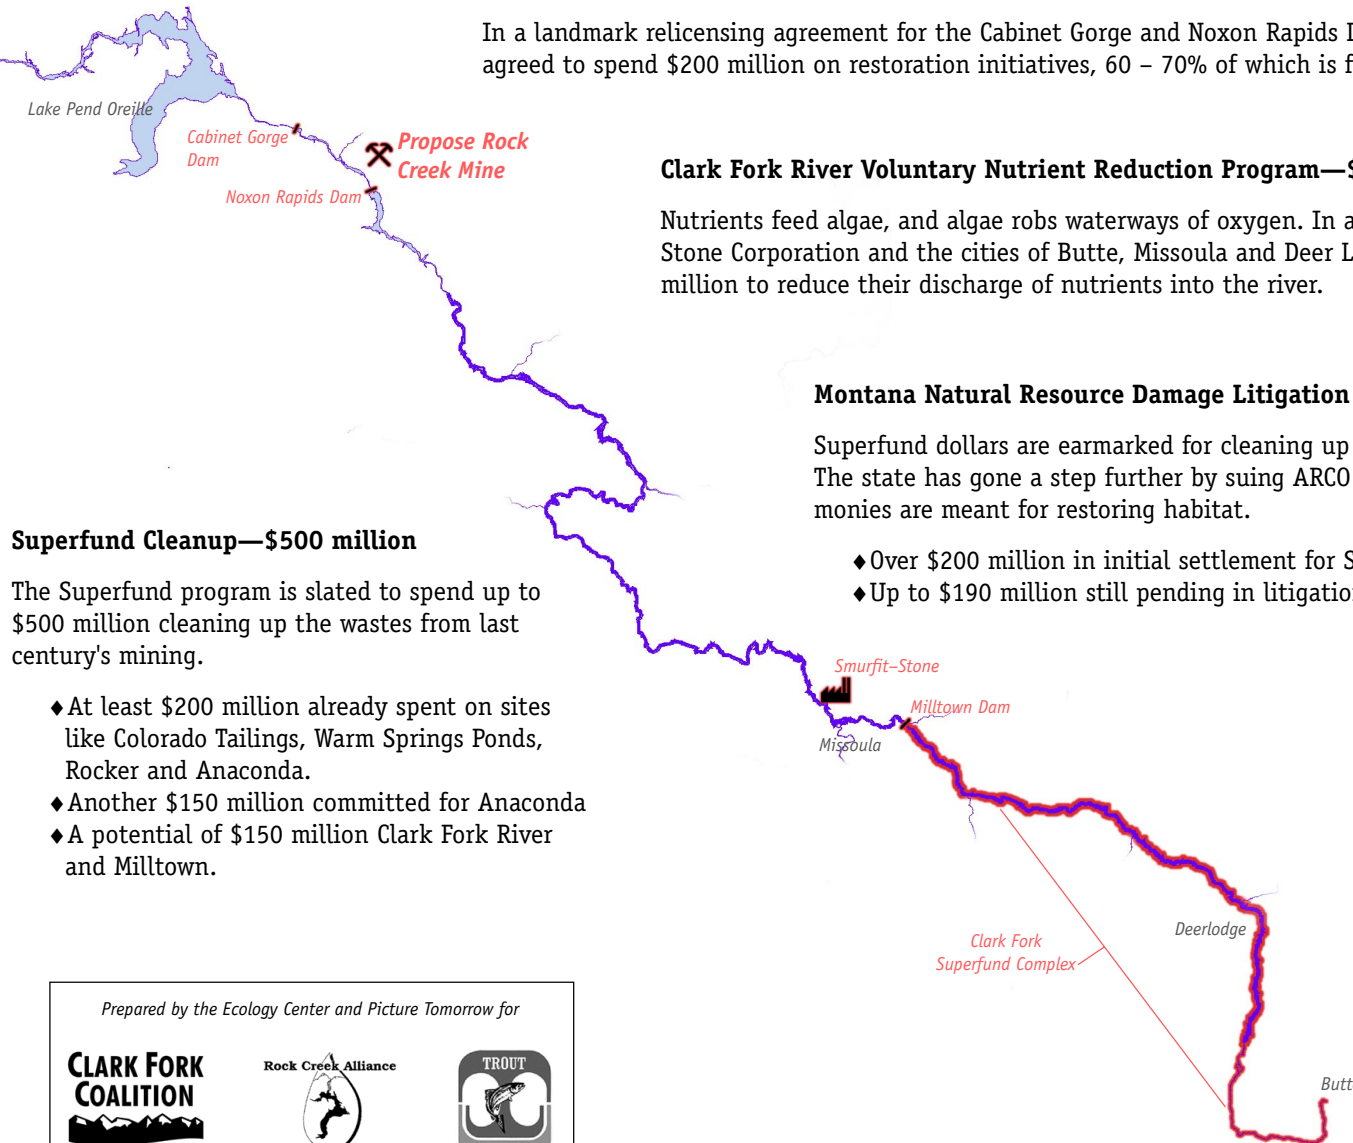 In a landmark relicensing agreement for the Cabinet Gorge and Noxon Rapids
agreed to spend $200 million on restoration initiatives, 60 – 70% of which is
Lake Pend Oreille
Cabinet Gorge
Dam
Propose Rock
Creek Mine
Noxon Rapids Dam
Clark Fork River Voluntary Nutrient Reduction Program—$
Nutrients feed algae, and algae robs waterways of oxygen. In a
Stone Corporation and the cities of Butte, Missoula and Deer L
million to reduce their discharge of nutrients into the river.
Montana Natural Resource Damage Litigation
Superfund dollars are earmarked for cleaning up
The state has gone a step further by suing ARCO
monies are meant for restoring habitat.
♦Over $200 million in initial settlement for S
♦Up to $190 million still pending in litigation
Superfund Cleanup—$500 million
The Superfund program is slated to spend up to
$500 million cleaning up the wastes from last
century's mining.
♦At least $200 million already spent on sites
like Colorado Tailings, Warm Springs Ponds,
Rocker and Anaconda.
♦Another $150 million committed for Anaconda
♦A potential of $150 million Clark Fork River
and Milltown.
Smurfit–Stone
Milltown Dam
Missoula
Deerlodge
Clark Fork
Superfund Complex
Butt
Prepared by the Ecology Center and Picture Tomorrow for
CLARK FORK
COALITION
Rock Creek Alliance
TROUT